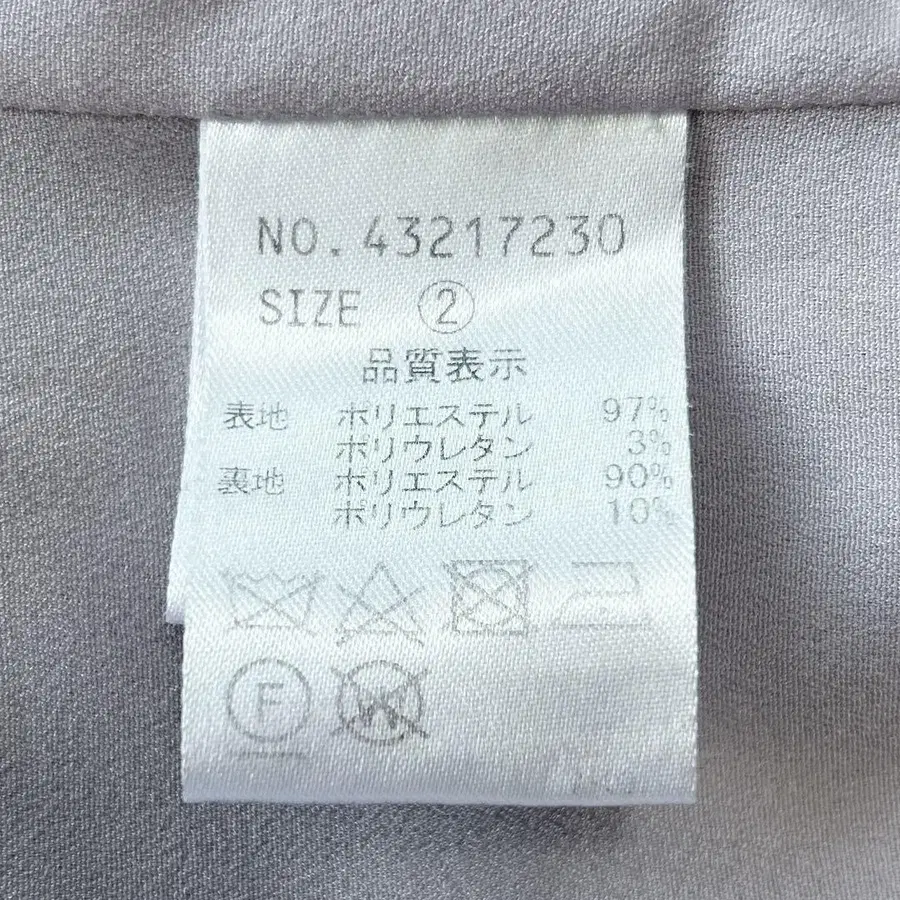 NO.43217230
SIZE ②
品質表示
表地 ポリエステル 97%
ポリウレタン 3%
裏地 ポリエステル 90%
ポリウレタン 10%
F
W